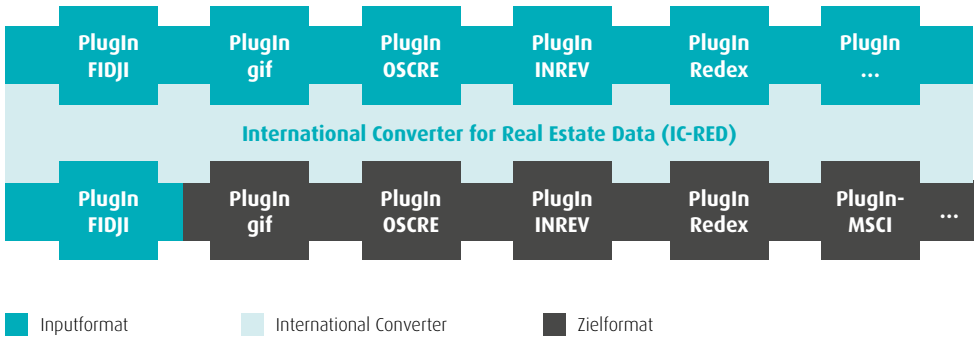 PlugIn FIDJI
PlugIn gif
PlugIn OSCRE
PlugIn INREV
PlugIn Redex
PlugIn ...
International Converter for Real Estate Data (IC-RED)
PlugIn FIDJI
PlugIn gif
PlugIn OSCRE
PlugIn INREV
PlugIn Redex
PlugIn-MSCI
...
Inputformat
International Converter
Zielformat